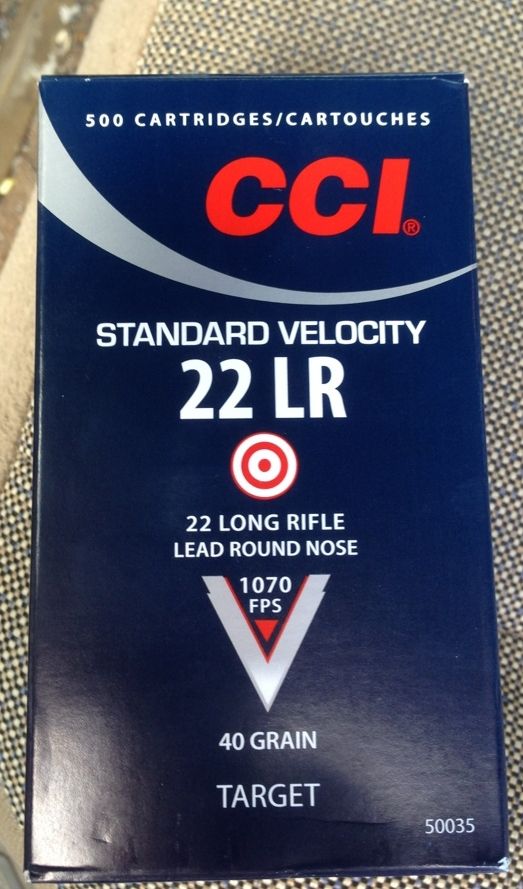 500 CARTRIDGES/CARTOUCHES
CCI®
STANDARD VELOCITY
22 LR
22 LONG RIFLE
LEAD ROUND NOSE
1070
FPS
40 GRAIN
TARGET
50035